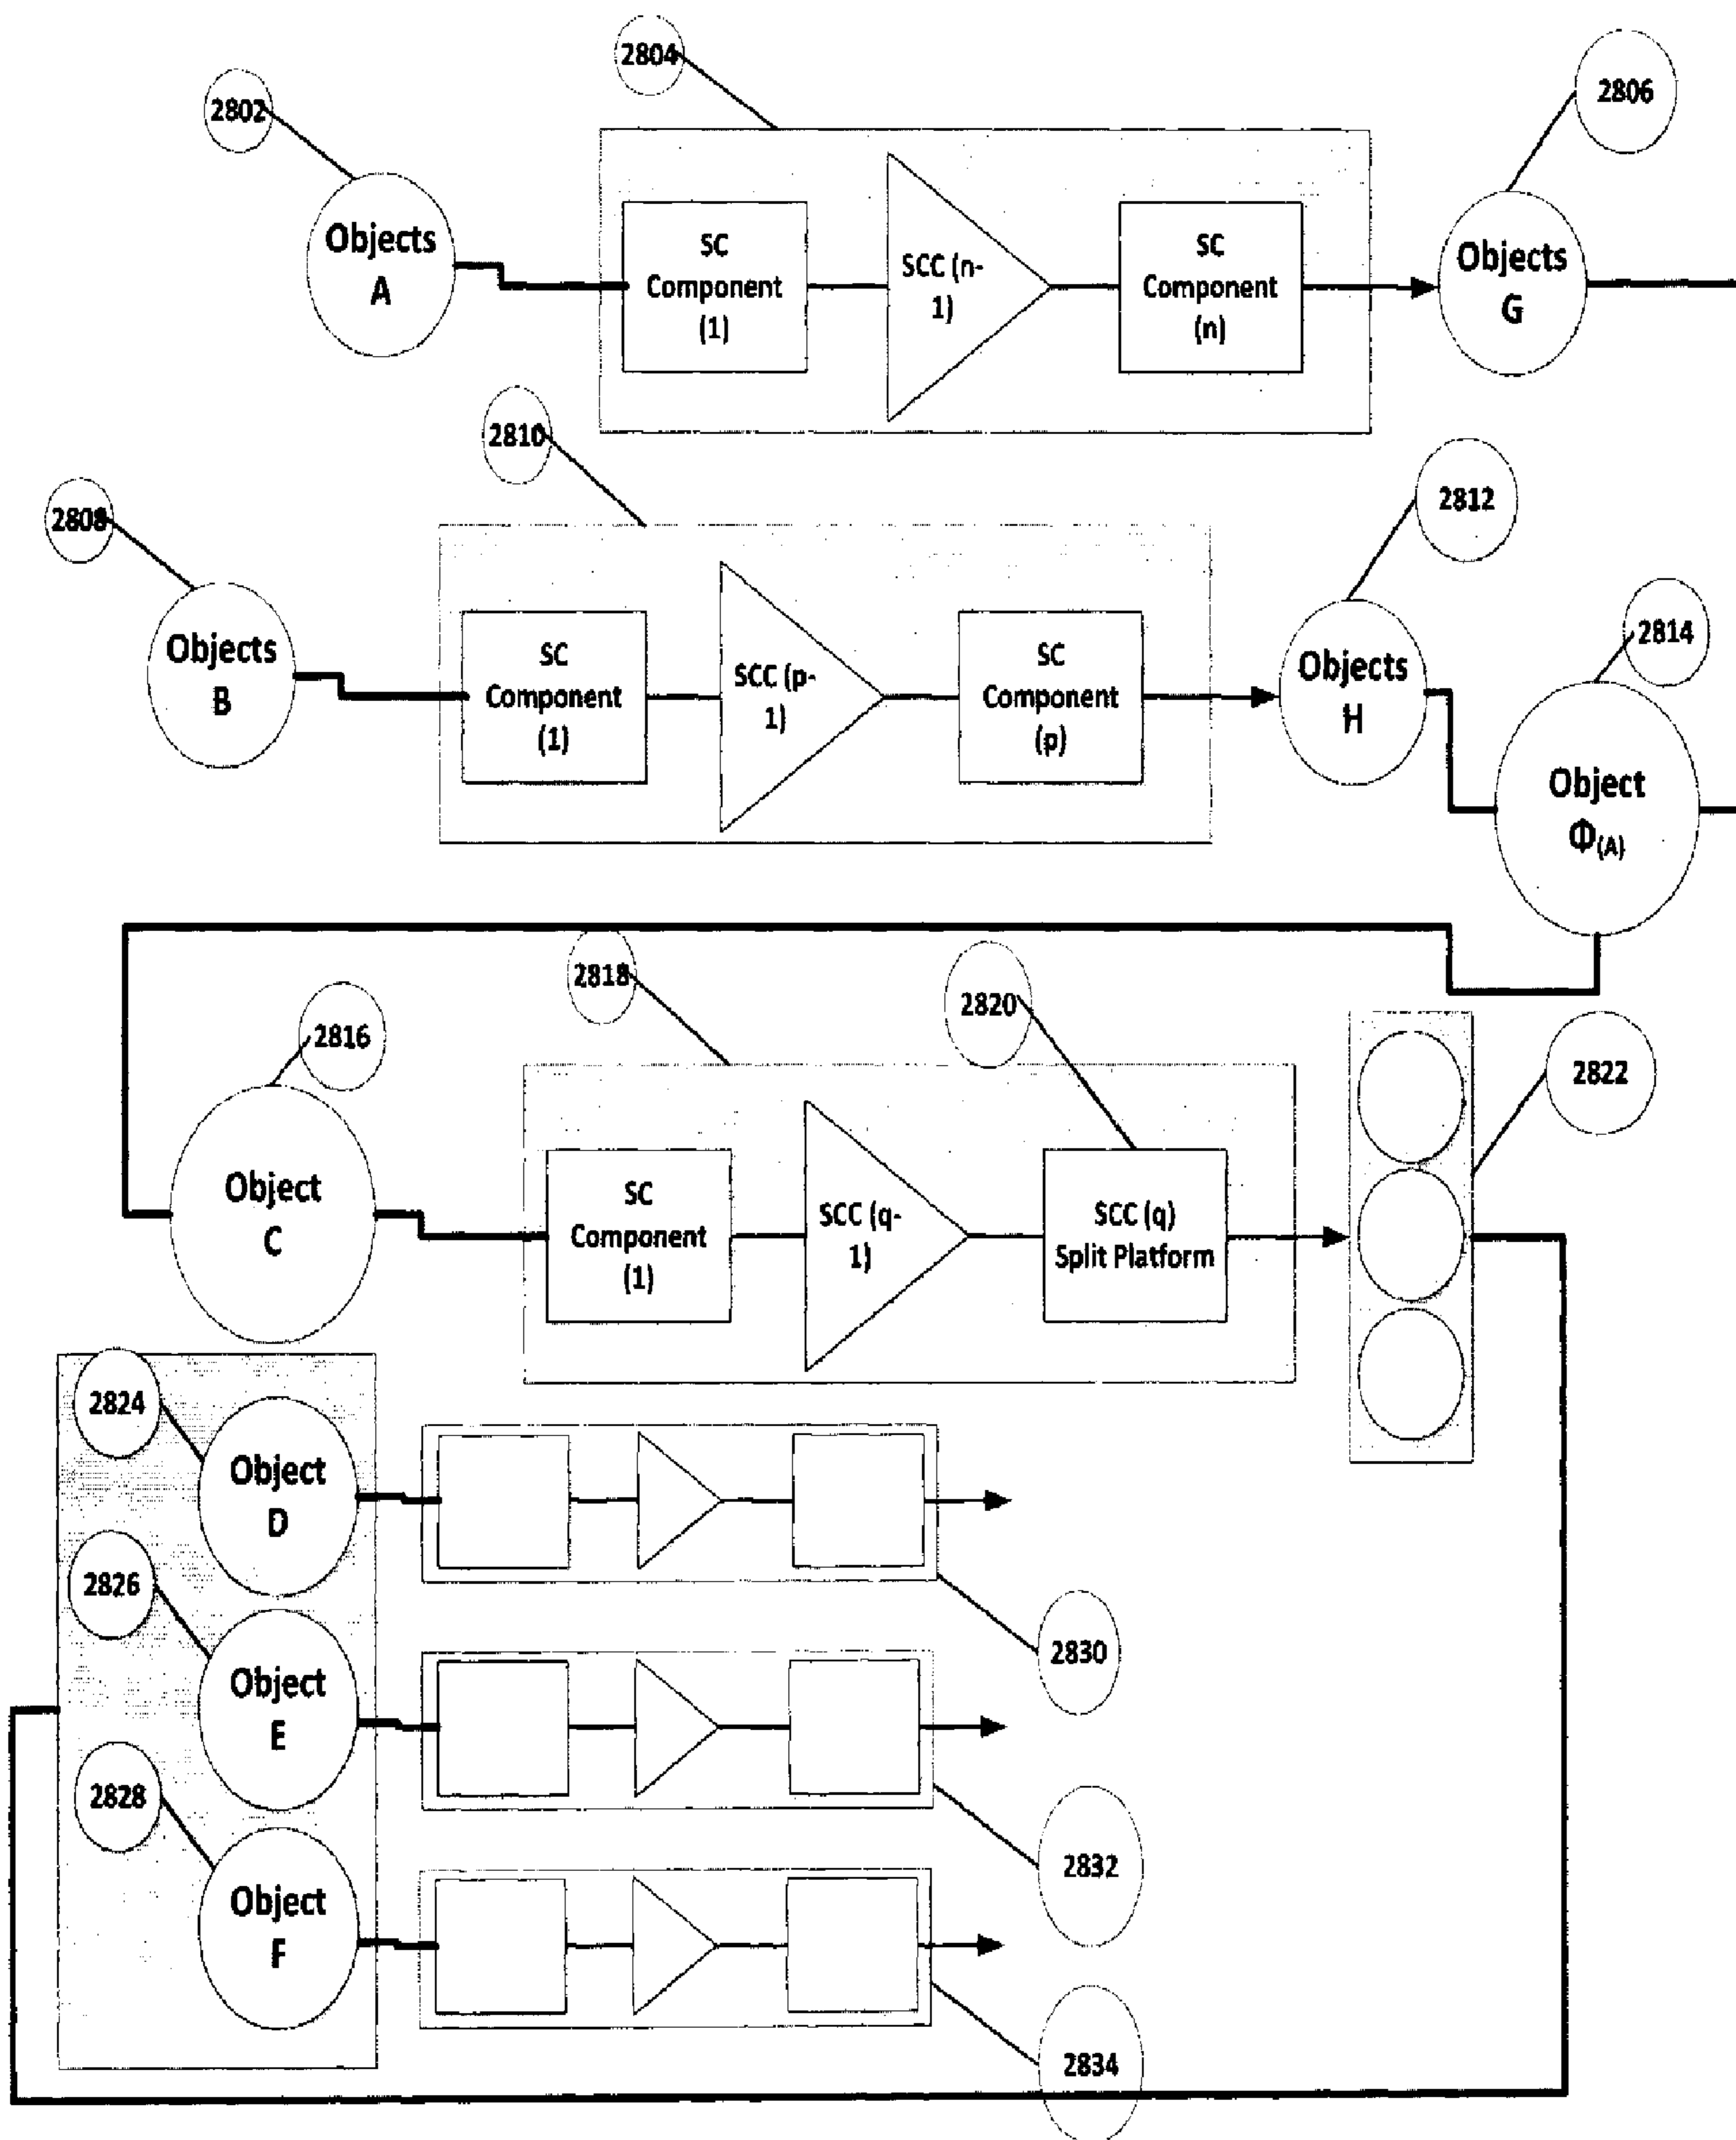 2804
2806
2802
Objects
A
SC
Component
(1)
SCC (n-
1)
SC
Component
(n)
Objects
G
2810
2812
2808
2814
Objects
B
SC
Component
(1)
SCC (p-
1)
SC
Component
(p)
Objects
H
Object
Φ(A)
2818
2820
2816
2822
Object
C
SC
Component
(1)
SCC (q-
1)
SCC (q)
Split Platform
2824
Object
D
2826
2830
Object
E
2828
2832
Object
F
2834